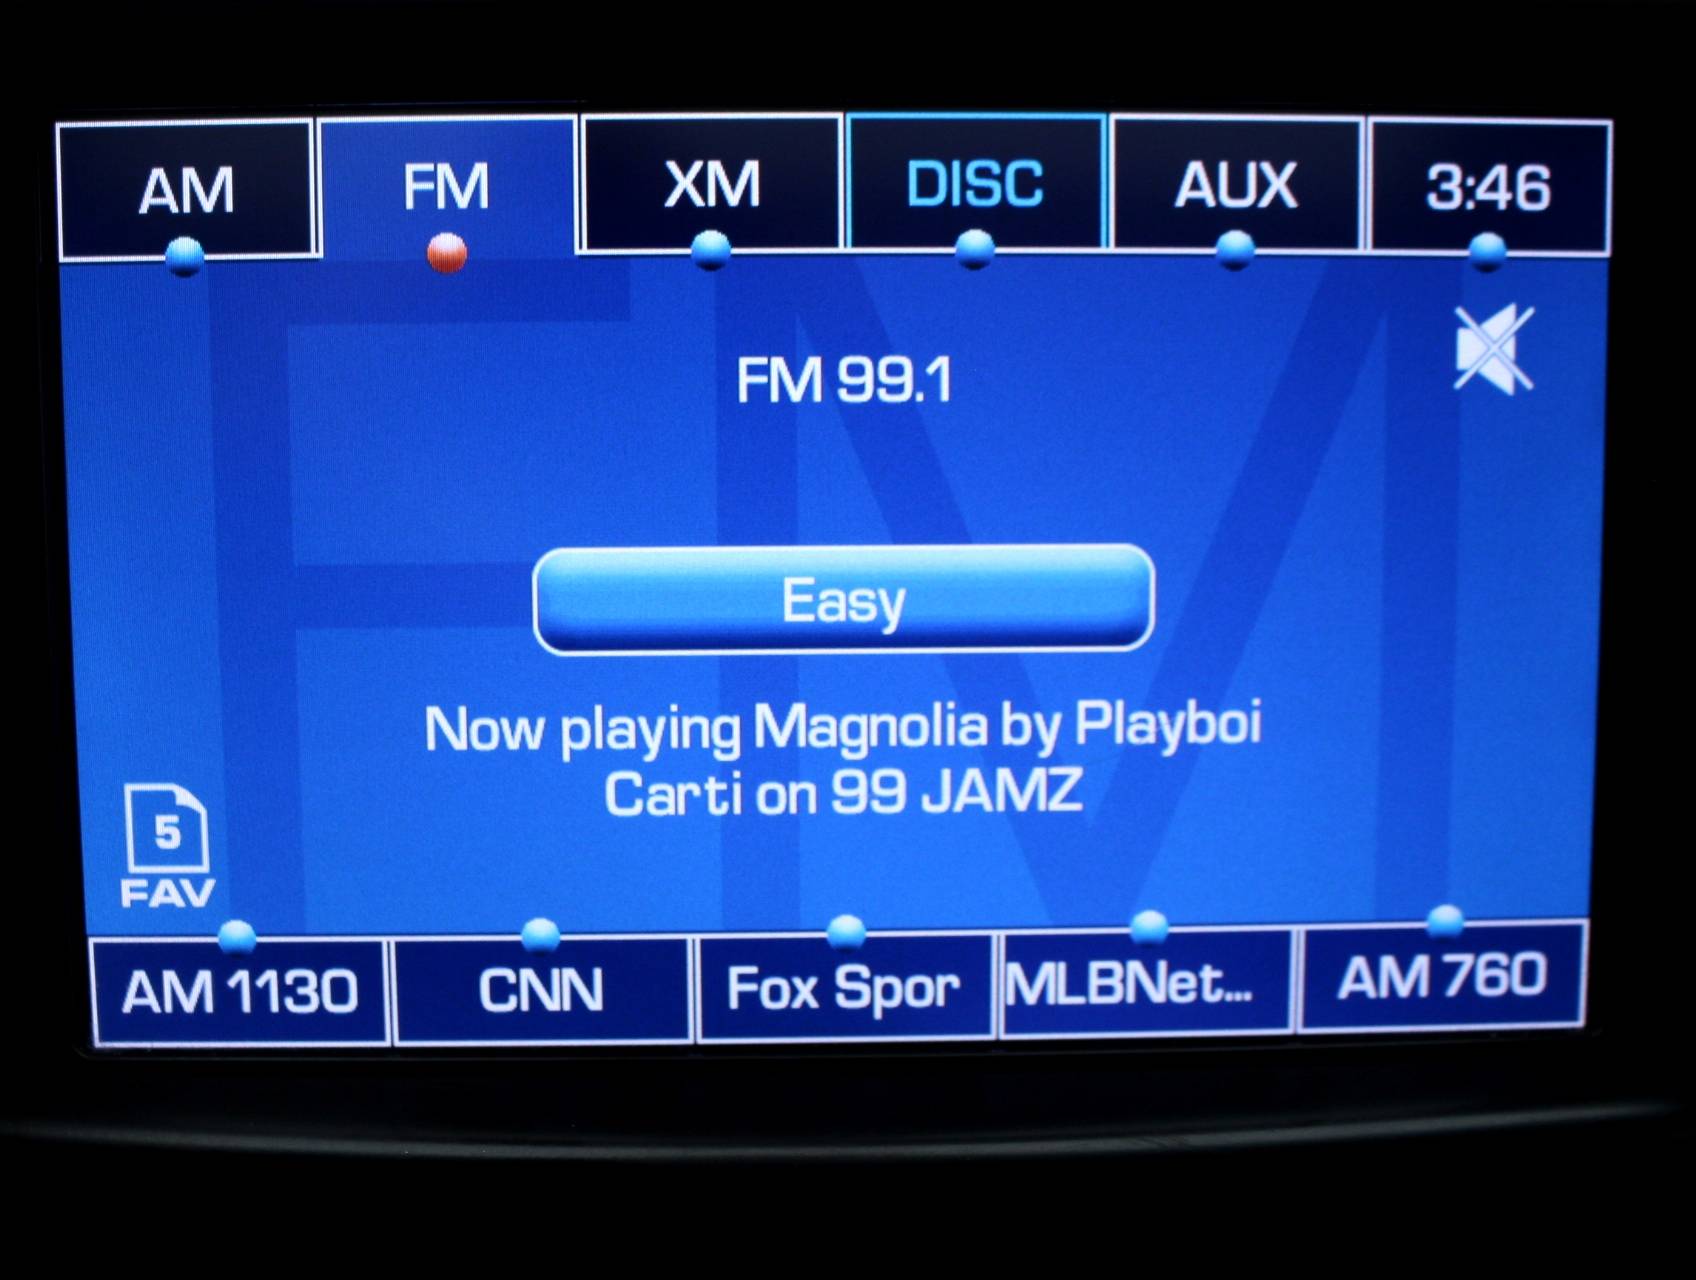 AM FM XM DISC AUX 3:46
FM 99.1
Easy
Now playing Magnolia by Playboi
Carti on 99 JAMZ
5
FAV
AM 1130 CNN Fox Spor MLBNet... AM 760